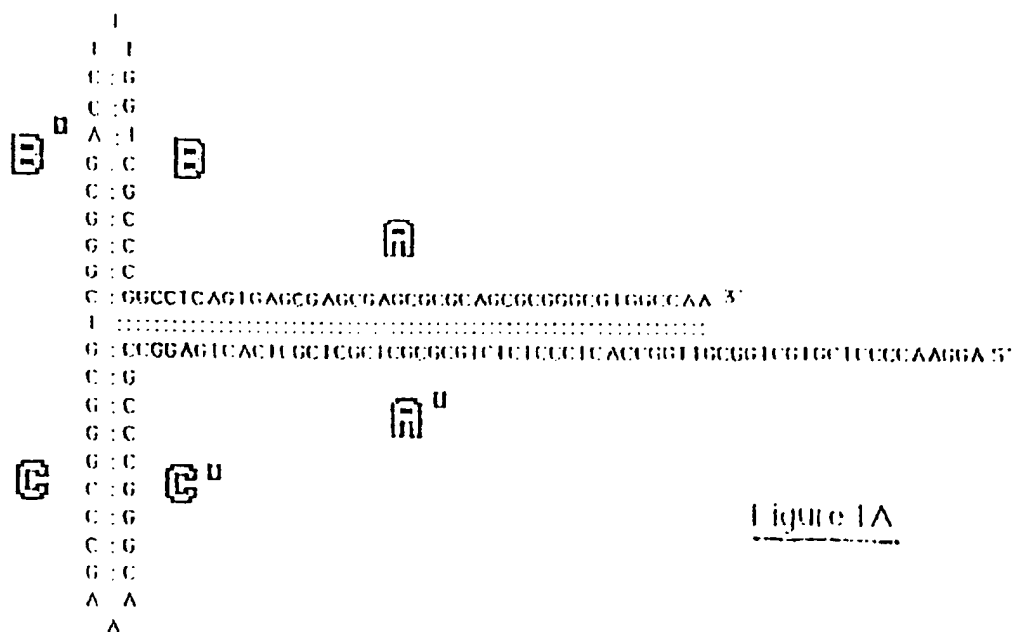 T
T T
C : G
C : G
A : T
B' G : C B
C : G
G : C
G : C A
G : C
C : GGCCTCAGTGAGCGAGCGAGCGCGCAGCGCGGGCGTGGCCAA 3'
T :::::::::::::::::::::::::::::::::::::::::
G : CCGGAGTCACTCGCTCGCTCGCGCGTCTCTCCCTCACCGGTTGCGGTCGTGCTCCCCAAGGA 5'
C : G
G : C A'
G : C
C G : C C'
C : G
C : G
C : G
G : C
A A
A
Figure 1A